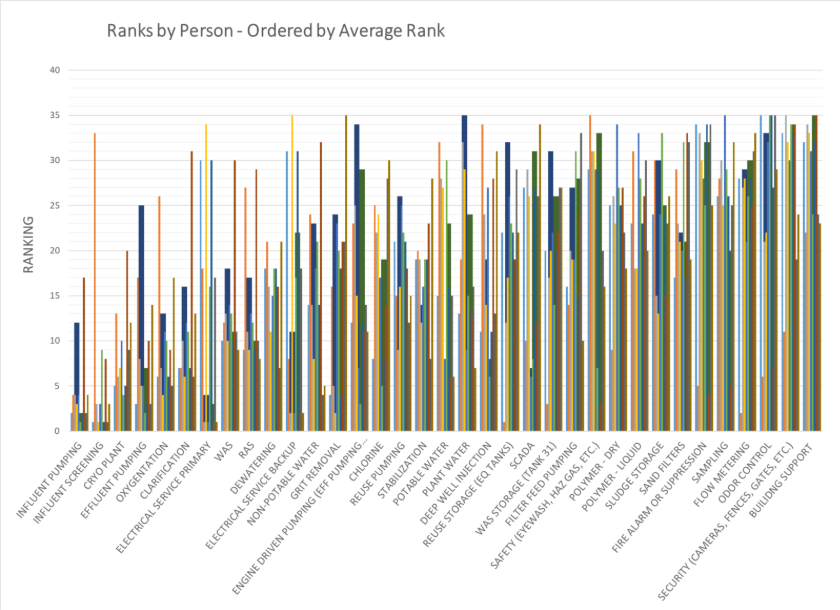 Ranks by Person - Ordered by Average Rank
40
35
30
25
20
15
10
5
0
RANKING
INFLUENT PUMPING
INFLUENT SCREENING
CRYO PLANT
EFFLUENT PUMPING
OXYGENTATION
CLARIFICATION
ELECTRICAL SERVICE PRIMARY
WAS
RAS
DEWATERING
ELECTRICAL SERVICE BACKUP
NON-POTABLE WATER
GRIT REMOVAL
ENGINE DRIVEN PUMPING (EFF PUMPING...
CHLORINE
REUSE PUMPING
STABILIZATION
POTABLE WATER
PLANT WATER
DEEP WELL INJECTION
REUSE STORAGE (EQ TANKS)
SCADA
WAS STORAGE (TANK 31)
FILTER FEED PUMPING
SAFETY (EYEWASH, HAZ GAS, ETC.)
POLYMER - DRY
POLYMER - LIQUID
SLUDGE STORAGE
SAND FILTERS
FIRE ALARM OR SUPPRESSION
SAMPLING
FLOW METERING
ODOR CONTROL
SECURITY (CAMERAS, FENCES, GATES, ETC.)
BUILDING SUPPORT